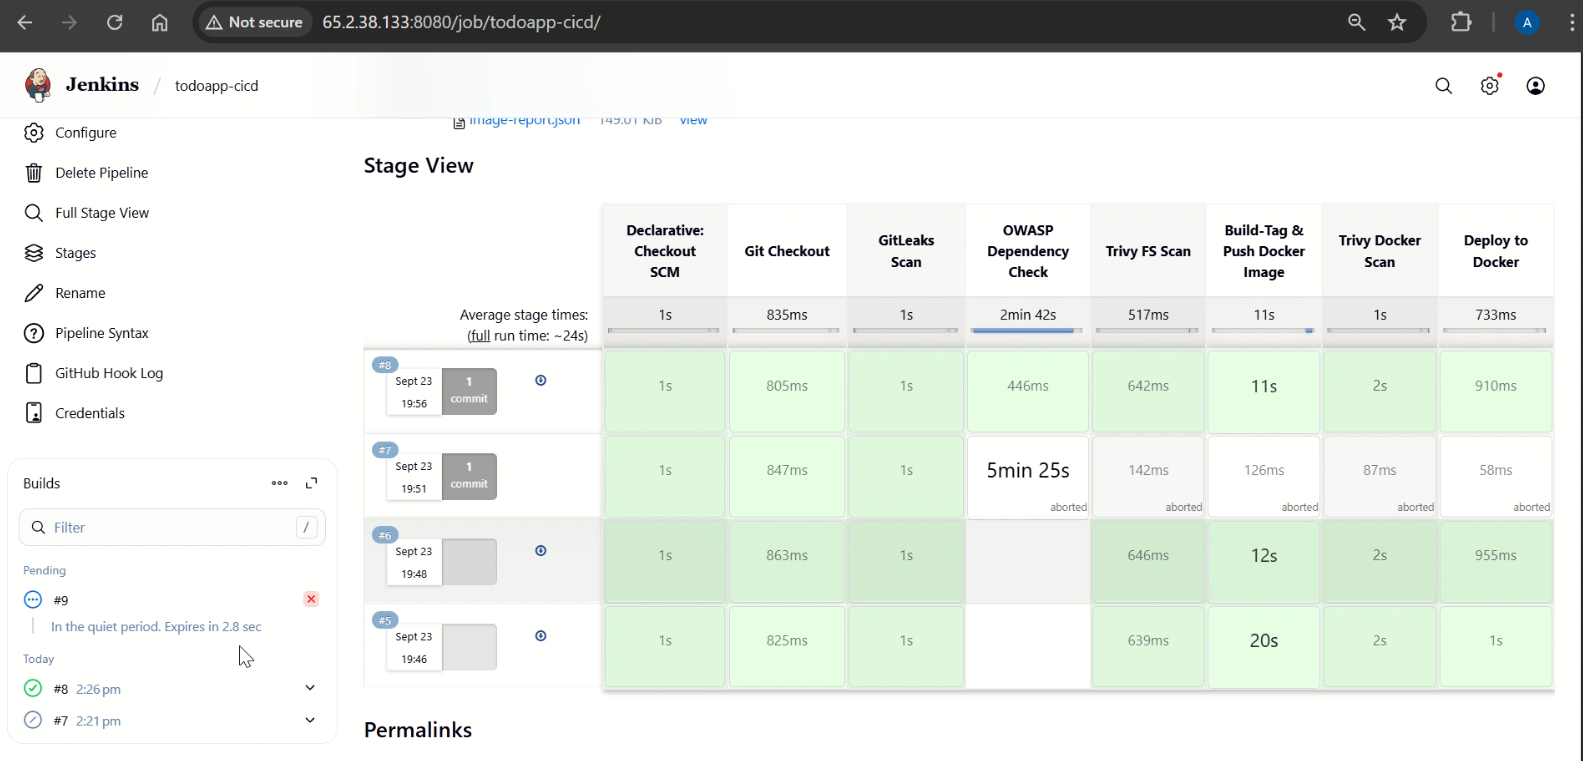 Not secure 65.2.38.133:8080/job/todoapp-cicd/
A
Jenkins / todoapp-cicd
Configure
Delete Pipeline
Full Stage View
Stages
Rename
Pipeline Syntax
GitHub Hook Log
Credentials
Builds
Filter /
Pending
#9
In the quiet period. Expires in 2.8 sec
Today
#8 2:26 pm
#7 2:21 pm
image-report.json 149.01 KiB view
Stage View
Declarative:
Checkout
SCM
Git Checkout
GitLeaks
Scan
OWASP
Dependency
Check
Trivy FS Scan
Build-Tag &
Push Docker
Image
Trivy Docker
Scan
Deploy to
Docker
Average stage times:
(full run time: ~24s)
1s 835ms 1s 2min 42s 517ms 11s 1s 733ms
#8
Sept 23
19:56
1
commit
1s 805ms 1s 446ms 642ms 11s 2s 910ms
#7
Sept 23
19:51
1
commit
1s 847ms 1s 5min 25s 142ms 126ms 87ms 58ms
aborted aborted aborted aborted aborted
#6
Sept 23
19:48
1s 863ms 1s 646ms 12s 2s 955ms
#5
Sept 23
19:46
1s 825ms 1s 639ms 20s 2s 1s
Permalinks